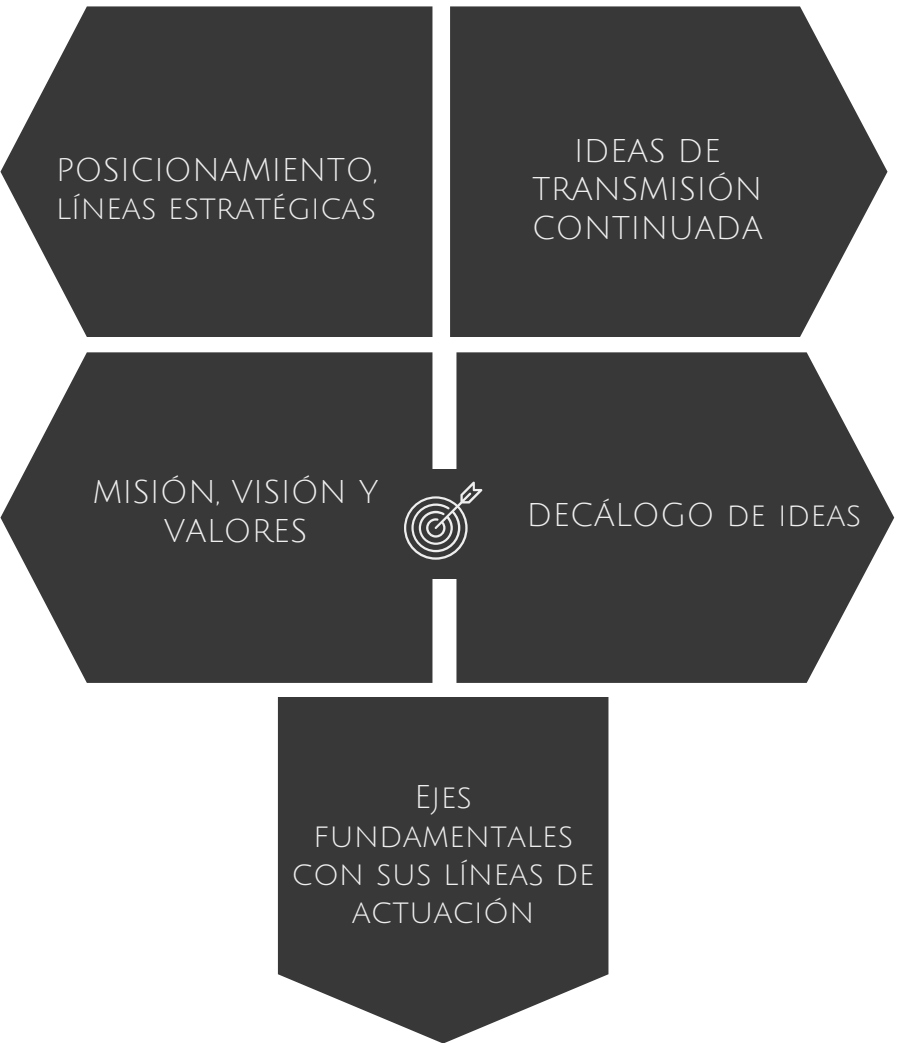 POSICIONAMIENTO,
LÍNEAS ESTRATÉGICAS
IDEAS DE
TRANSMISIÓN
CONTINUADA
MISIÓN, VISIÓN Y
VALORES
DECÁLOGO DE IDEAS
EJES
FUNDAMENTALES
CON SUS LÍNEAS DE
ACTUACIÓN